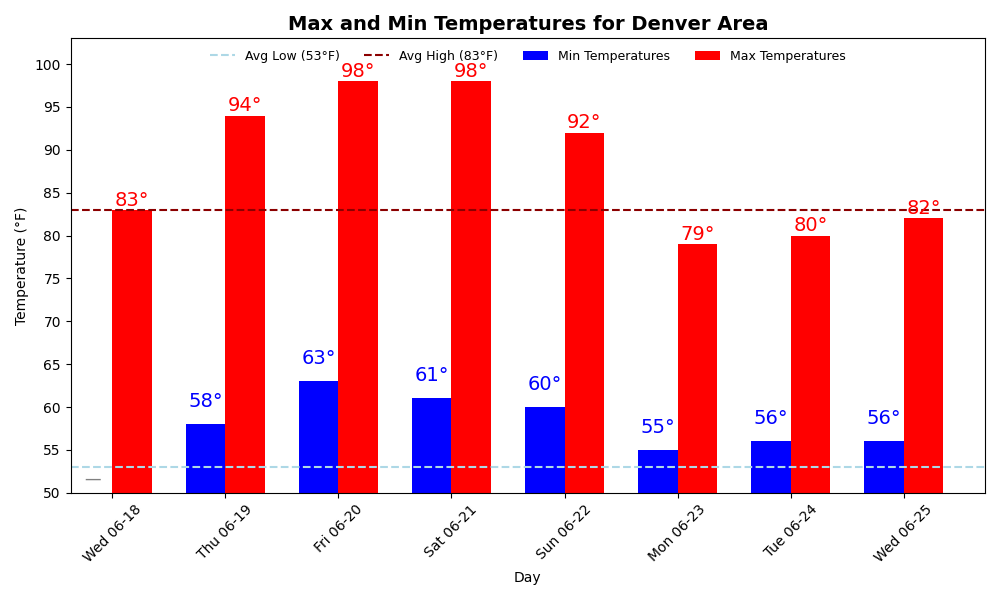 Max and Min Temperatures for Denver Area
Avg Low (53°F) Avg High (83°F) Min Temperatures Max Temperatures
Temperature (°F)
100
95
90
85
80
75
70
65
60
55
50
83°
58°
94°
63°
98°
61°
98°
60°
92°
55°
79°
56°
80°
56°
82°
—
Wed 06-18
Thu 06-19
Fri 06-20
Sat 06-21
Sun 06-22
Mon 06-23
Tue 06-24
Wed 06-25
Day